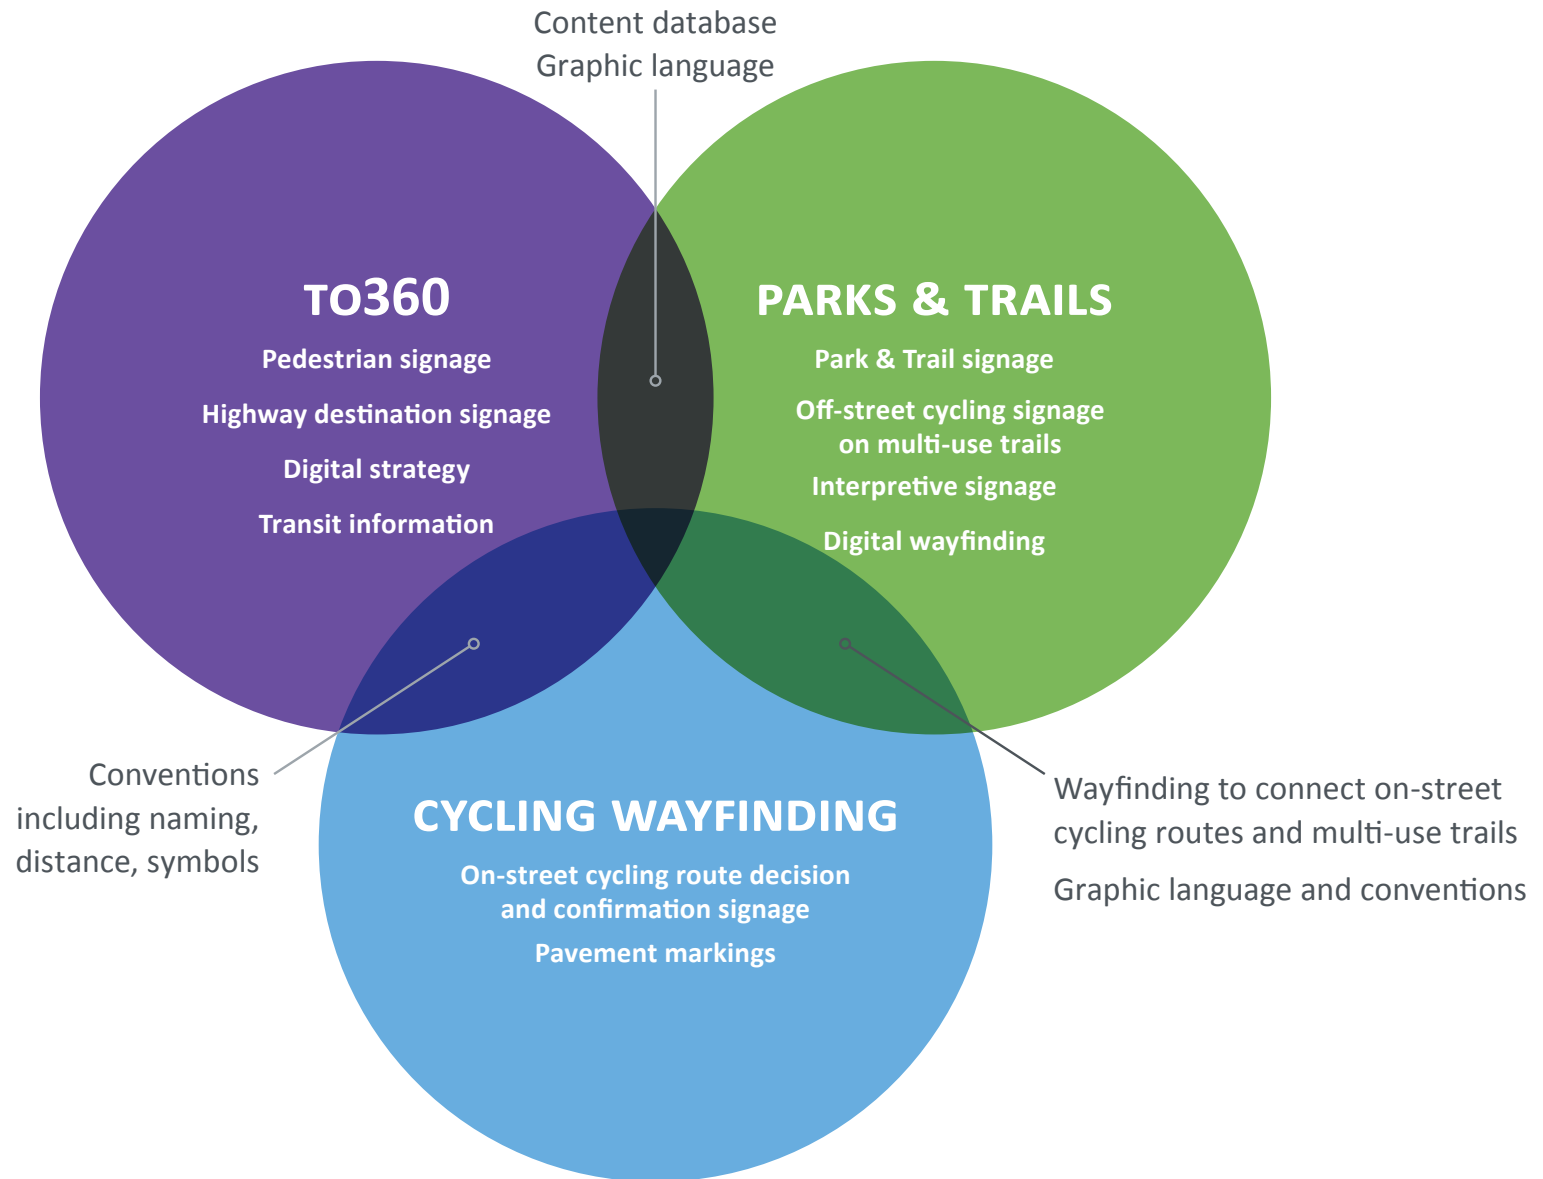 Content database
Graphic language
TO360
Pedestrian signage
Highway destination signage
Digital strategy
Transit information
PARKS & TRAILS
Park & Trail signage
Off-street cycling signage
on multi-use trails
Interpretive signage
Digital wayfinding
Conventions
including naming,
distance, symbols
CYCLING WAYFINDING
On-street cycling route decision
and confirmation signage
Pavement markings
Wayfinding to connect on-street
cycling routes and multi-use trails
Graphic language and conventions